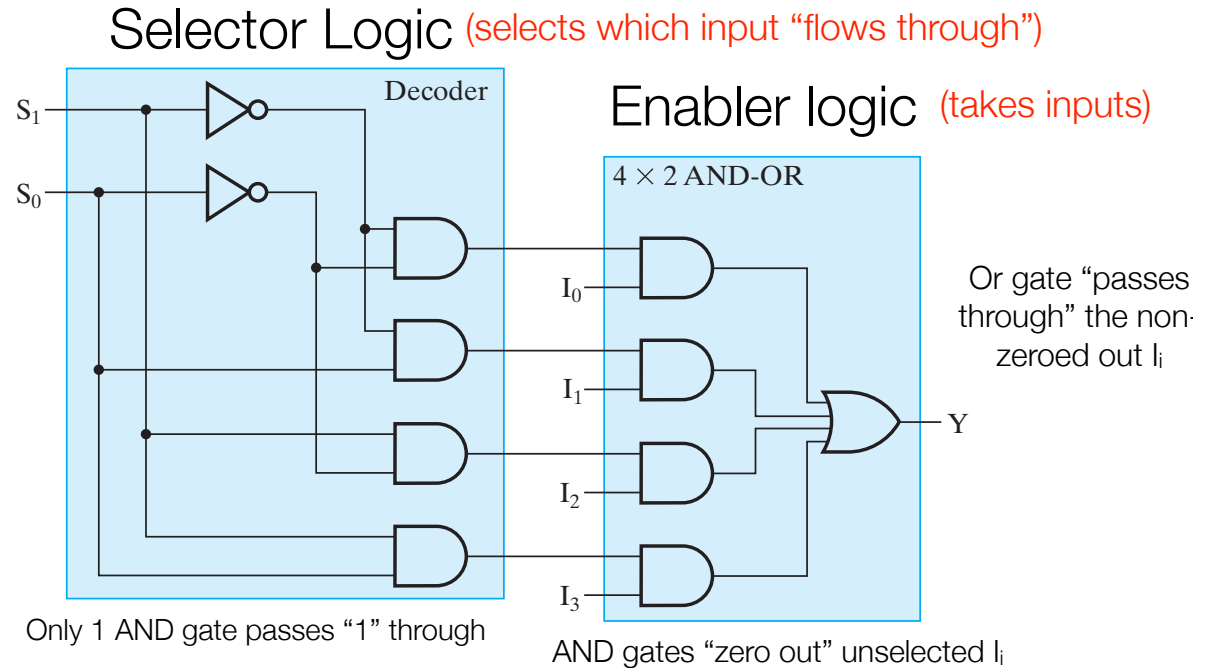 Selector Logic (selects which input “flows through”)
Decoder
S₁
S₀
Enabler logic (takes inputs)
4 × 2 AND-OR
I₀
I₁
I₂
I₃
Y
Or gate “passes
through” the non-
zeroed out Iᵢ
Only 1 AND gate passes “1” through
AND gates “zero out” unselected Iᵢ